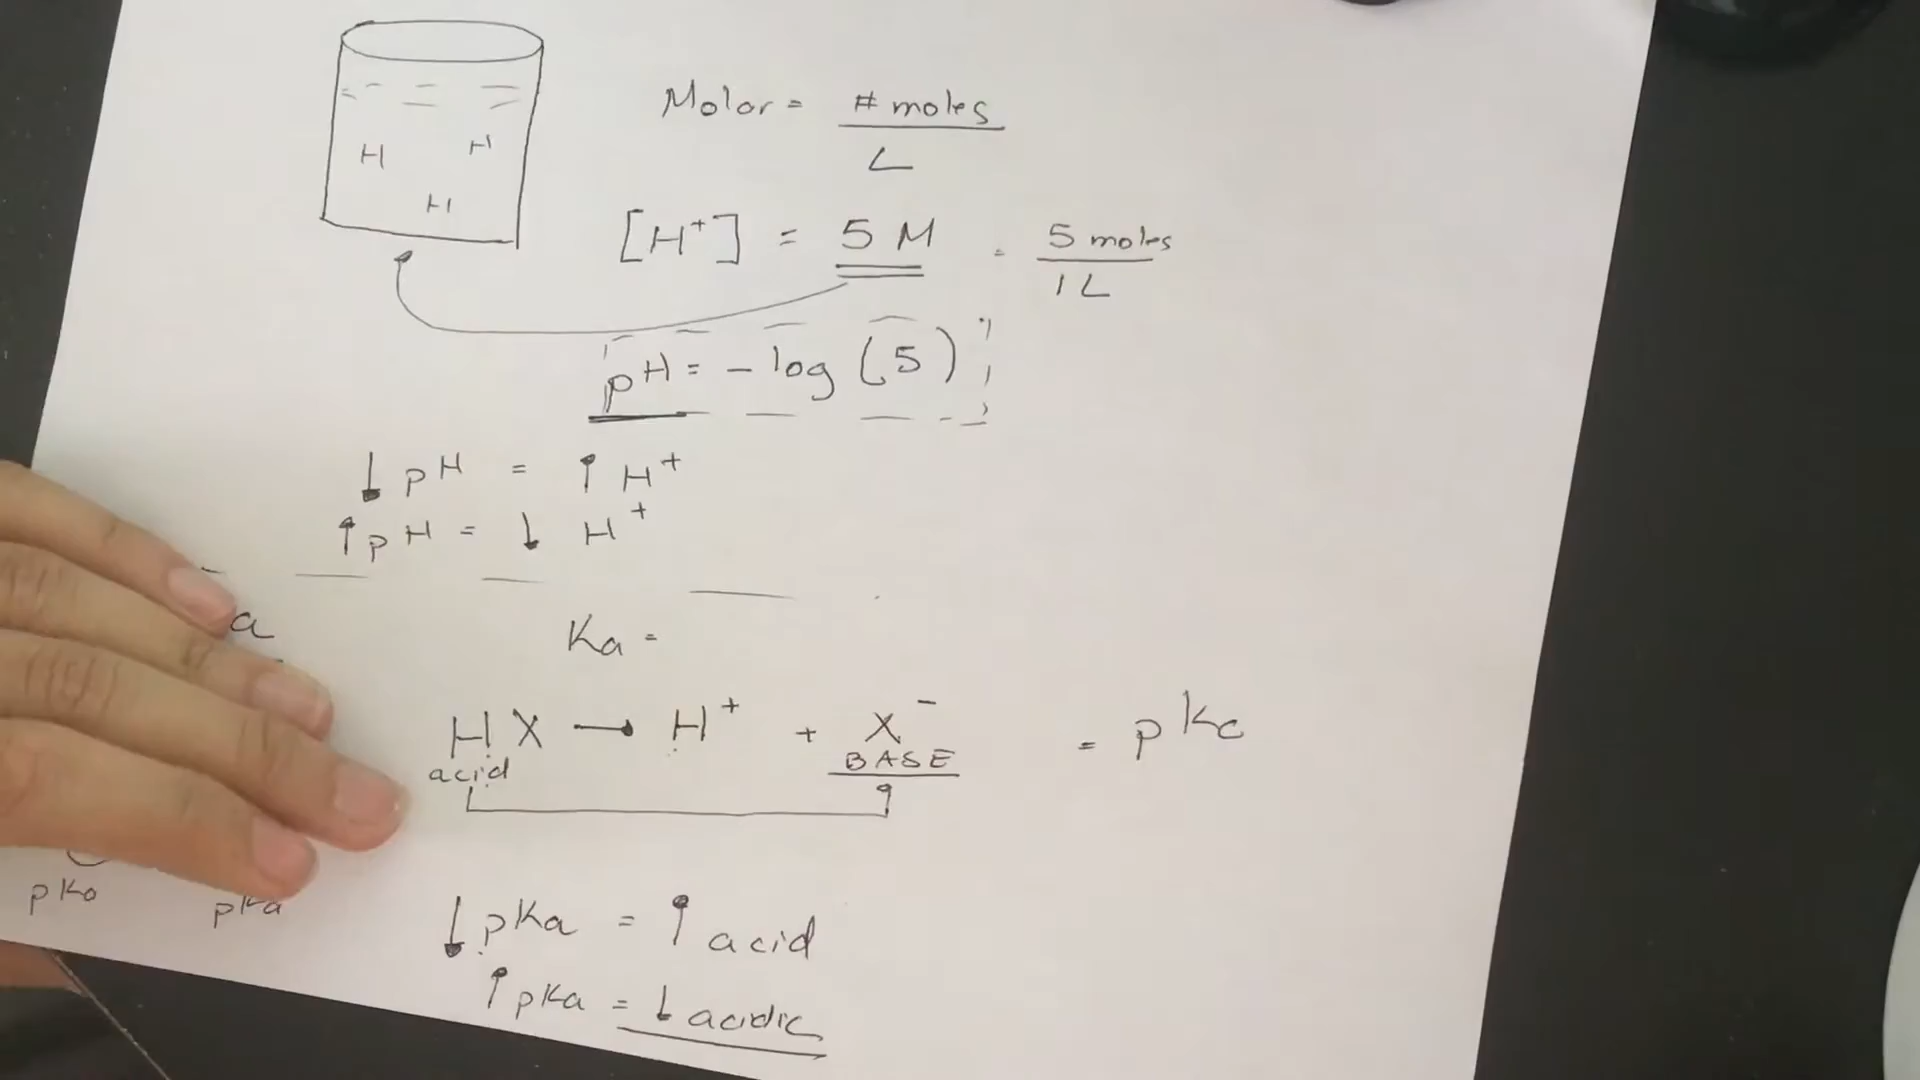 H H
H
Molar = # moles
L
[H⁺] = 5 M = 5 moles
1 L
pH = - log (5)
↓ pH = ↑ H⁺
↑ pH = ↓ H⁺
a
Ka =
HX → H⁺ + X⁻ = pKa
acid BASE
pKa pKa
↓ pKa = ↑ acid
↑ pKa = ↓ acidic